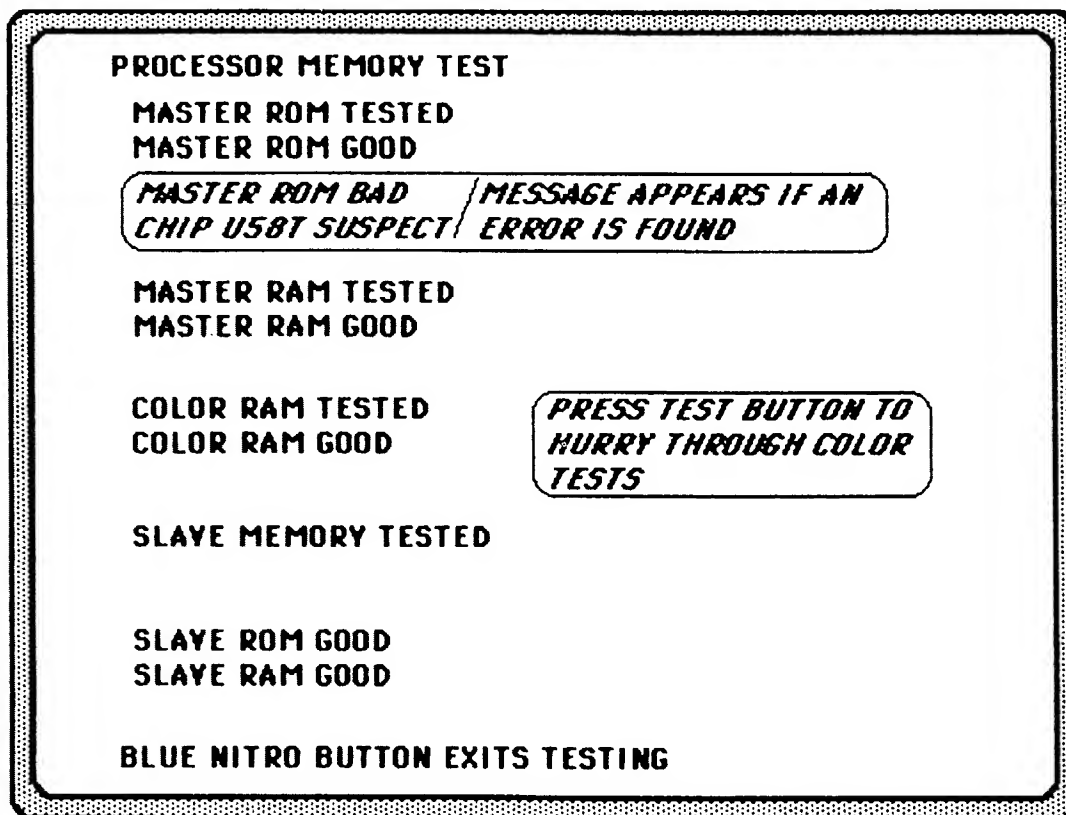 PROCESSOR MEMORY TEST
MASTER ROM TESTED
MASTER ROM GOOD
MASTER ROM BAD / MESSAGE APPEARS IF AN
CHIP U58T SUSPECT / ERROR IS FOUND
MASTER RAM TESTED
MASTER RAM GOOD
COLOR RAM TESTED
COLOR RAM GOOD
PRESS TEST BUTTON TO
HURRY THROUGH COLOR
TESTS
SLAVE MEMORY TESTED
SLAVE ROM GOOD
SLAVE RAM GOOD
BLUE NITRO BUTTON EXITS TESTING